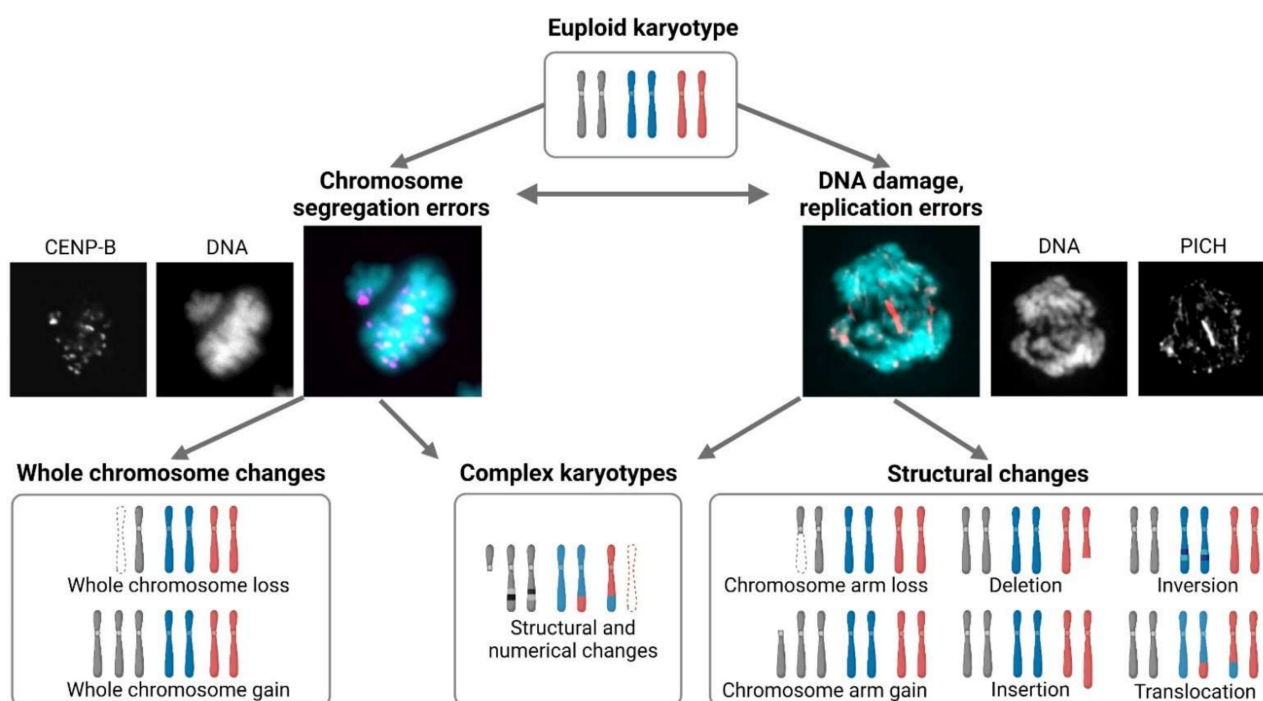 Euploid karyotype
Chromosome
segregation errors
DNA damage,
replication errors
CENP-B
DNA
DNA
PICH
Whole chromosome changes
Complex karyotypes
Structural changes
Whole chromosome loss
Whole chromosome gain
Structural and
numerical changes
Chromosome arm loss
Deletion
Inversion
Chromosome arm gain
Insertion
Translocation